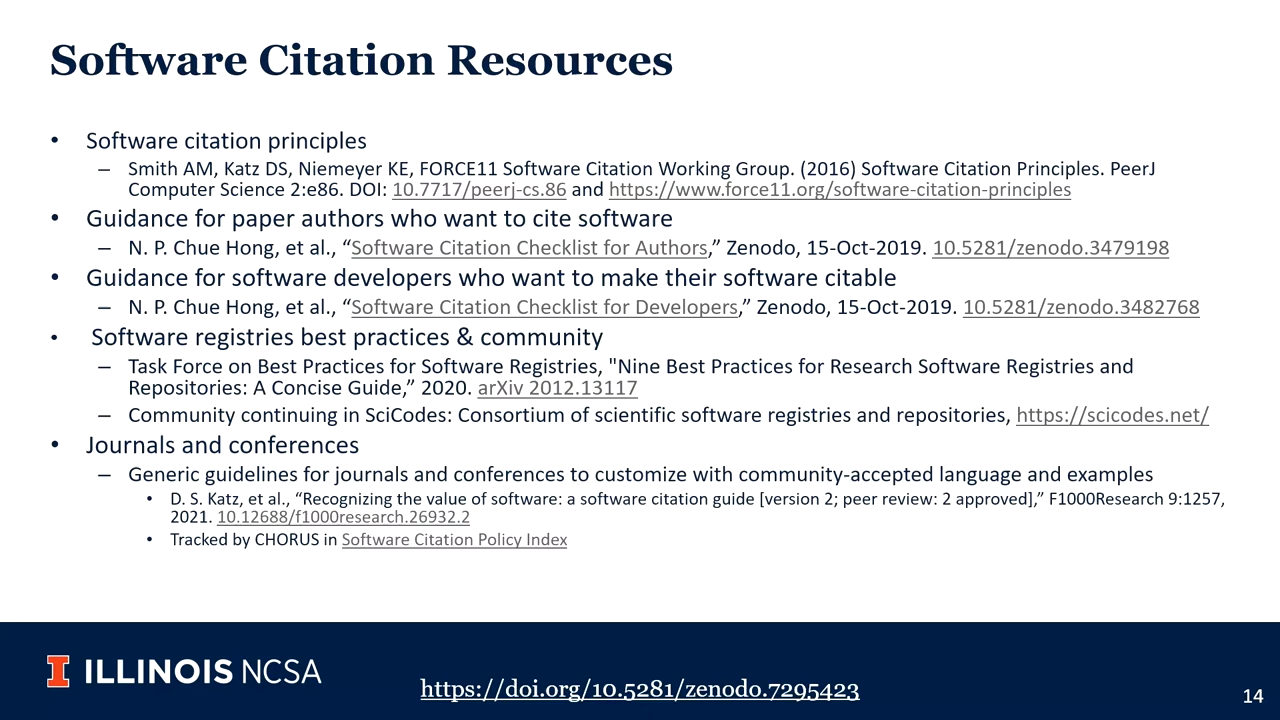 Software Citation Resources
• Software citation principles
– Smith AM, Katz DS, Niemeyer KE, FORCE11 Software Citation Working Group. (2016) Software Citation Principles. PeerJ
Computer Science 2:e86. DOI: 10.7717/peerj-cs.86 and https://www.force11.org/software-citation-principles
• Guidance for paper authors who want to cite software
– N. P. Chue Hong, et al., “Software Citation Checklist for Authors,” Zenodo, 15-Oct-2019. 10.5281/zenodo.3479198
• Guidance for software developers who want to make their software citable
– N. P. Chue Hong, et al., “Software Citation Checklist for Developers,” Zenodo, 15-Oct-2019. 10.5281/zenodo.3482768
• Software registries best practices & community
– Task Force on Best Practices for Software Registries, "Nine Best Practices for Research Software Registries and
Repositories: A Concise Guide,” 2020. arXiv 2012.13117
– Community continuing in SciCodes: Consortium of scientific software registries and repositories, https://scicodes.net/
• Journals and conferences
– Generic guidelines for journals and conferences to customize with community-accepted language and examples
• D. S. Katz, et al., “Recognizing the value of software: a software citation guide [version 2; peer review: 2 approved],” F1000Research 9:1257,
2021. 10.12688/f1000research.26932.2
• Tracked by CHORUS in Software Citation Policy Index
I ILLINOIS NCSA
https://doi.org/10.5281/zenodo.7295423
14